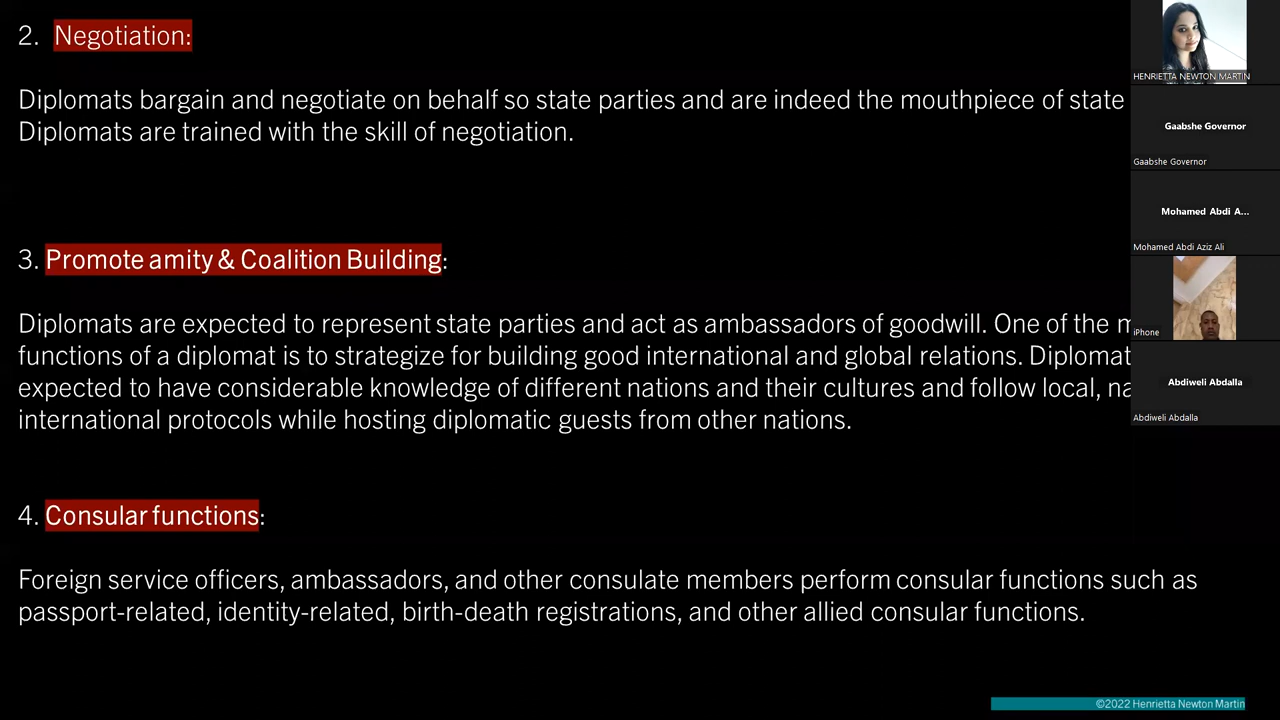 2. Negotiation:
Diplomats bargain and negotiate on behalf so state parties and are indeed the mouthpiece of state
Diplomats are trained with the skill of negotiation.
3. Promote amity & Coalition Building:
Diplomats are expected to represent state parties and act as ambassadors of goodwill. One of the
functions of a diplomat is to strategize for building good international and global relations.
expected to have considerable knowledge of different nations and their cultures and follow local,
international protocols while hosting diplomatic guests from other nations.
4. Consular functions:
Foreign service officers, ambassadors, and other consulate members perform consular functions such as
passport-related, identity-related, birth-death registrations, and other allied consular functions.
©2022 Henrietta Newton Martin
HENRIETTA NEWTON MARTIN
Gaabshe Governor
Gaabshe Governor
Mohamed Abdi A...
Mohamed Abdi Aziz Ali
iPhone
Abdiweli Abdalla
Abdiweli Abdalla